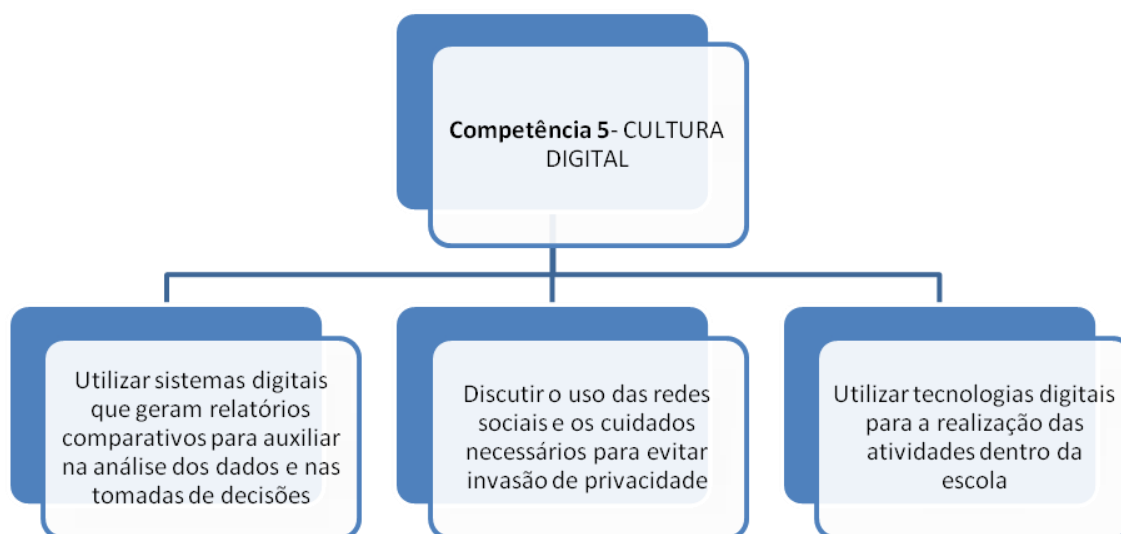 Competência 5- CULTURA
DIGITAL
Utilizar sistemas digitais
que geram relatórios
comparativos para auxiliar
na análise dos dados e nas
tomadas de decisões
Discutir o uso das redes
sociais e os cuidados
necessários para evitar
invasão de privacidade
Utilizar tecnologias digitais
para a realização das
atividades dentro da
escola